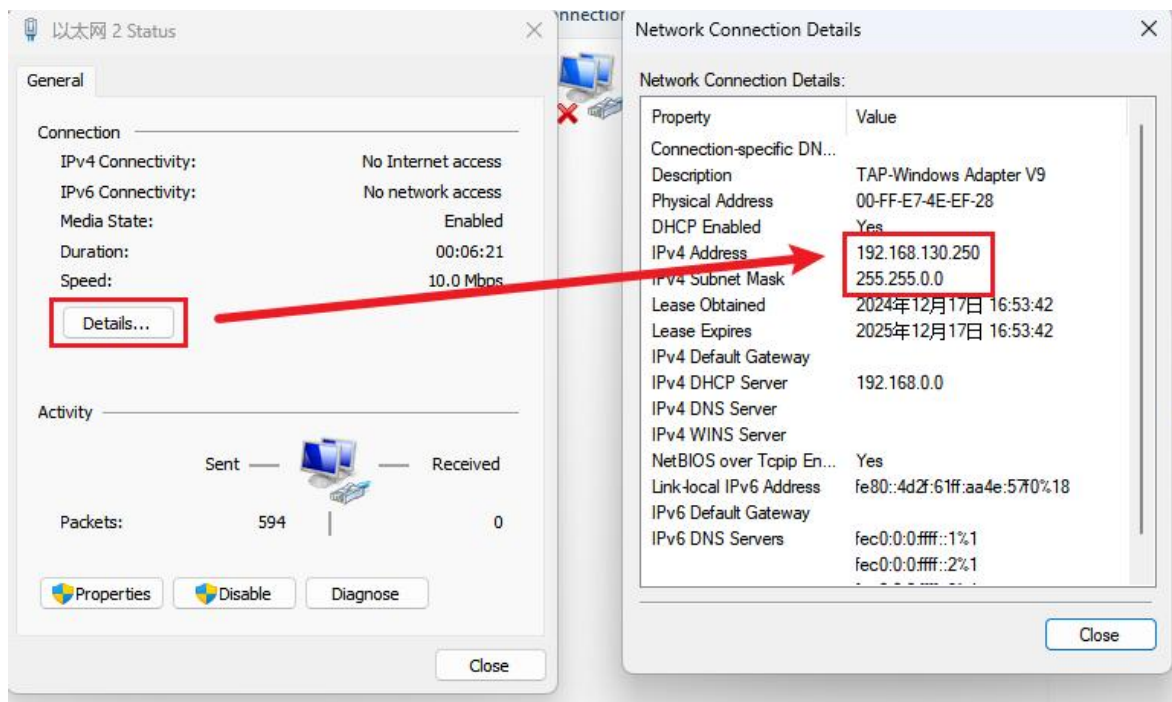 以太网 2 Status
General
Connection
IPv4 Connectivity: No Internet access
IPv6 Connectivity: No network access
Media State: Enabled
Duration: 00:06:21
Speed: 10.0 Mbps
Details...
Activity
Sent Received
Packets: 594 0
Properties Disable Diagnose
Close
Network Connection Details
Network Connection Details:
Property Value
Connection-specific DN...
Description TAP-Windows Adapter V9
Physical Address 00-FF-E7-4E-EF-28
DHCP Enabled Yes
IPv4 Address 192.168.130.250
IPv4 Subnet Mask 255.255.0.0
Lease Obtained 2024年12月17日 16:53:42
Lease Expires 2025年12月17日 16:53:42
IPv4 Default Gateway
IPv4 DHCP Server 192.168.0.0
IPv4 DNS Server
IPv4 WINS Server
NetBIOS over Tcpip En... Yes
Link-local IPv6 Address fe80::4d2f:61ff:aa4e:57f0%18
IPv6 Default Gateway
IPv6 DNS Servers fec0:0:0:ffff::1%1
fec0:0:0:ffff::2%1
Close